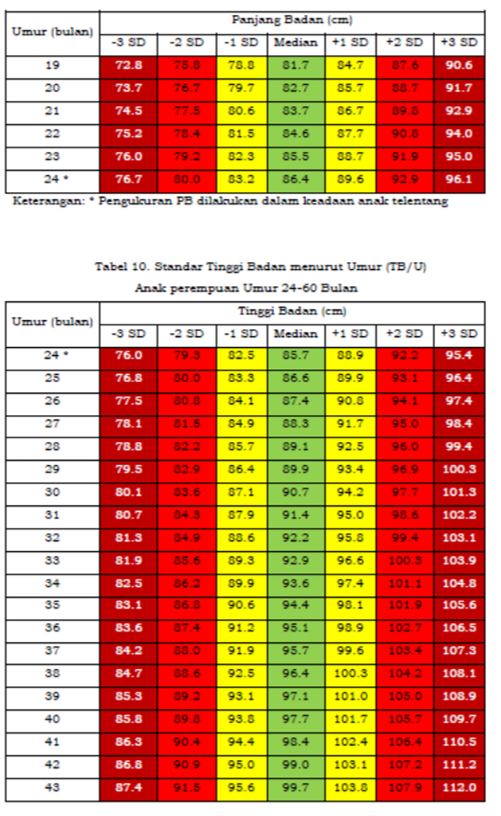 Umur (bulan) Panjang Badan (cm)
-3 SD -2 SD -1 SD Median +1 SD +2 SD +3 SD
19 72.8 75.8 78.8 81.7 84.7 87.6 90.6
20 73.7 76.7 79.7 82.7 85.7 88.7 91.7
21 74.5 77.5 80.6 83.7 86.7 89.8 92.9
22 75.2 78.4 81.5 84.6 87.7 90.8 94.0
23 76.0 79.2 82.3 85.5 88.7 91.9 95.0
24 * 76.7 80.0 83.2 86.4 89.6 92.9 96.1
Keterangan: * Pengukuran PB dilakukan dalam keadaan anak telentang
Tabel 10. Standar Tinggi Badan menurut Umur (TB/U)
Anak perempuan Umur 24-60 Bulan
Umur (bulan) Tinggi Badan (cm)
-3 SD -2 SD -1 SD Median +1 SD +2 SD +3 SD
24 * 76.0 79.3 82.5 85.7 88.9 92.2 95.4
25 76.8 80.0 83.3 86.6 89.9 93.1 96.4
26 77.5 80.8 84.1 87.4 90.8 94.1 97.4
27 78.1 81.5 84.9 88.3 91.7 95.0 98.4
28 78.8 82.2 85.7 89.1 92.5 96.0 99.4
29 79.5 82.9 86.4 89.9 93.4 96.9 100.3
30 80.1 83.6 87.1 90.7 94.2 97.7 101.3
31 80.7 84.3 87.9 91.4 95.0 98.6 102.2
32 81.3 84.9 88.6 92.2 95.8 99.4 103.1
33 81.9 85.6 89.3 92.9 96.6 100.3 103.9
34 82.5 86.2 89.9 93.6 97.4 101.1 104.8
35 83.1 86.8 90.6 94.4 98.1 101.9 105.6
36 83.6 87.4 91.2 95.1 98.9 102.7 106.5
37 84.2 88.0 91.9 95.7 99.6 103.4 107.3
38 84.7 88.6 92.5 96.4 100.3 104.2 108.1
39 85.3 89.2 93.1 97.1 101.0 105.0 108.9
40 85.8 89.8 93.8 97.7 101.7 105.7 109.7
41 86.3 90.4 94.4 98.4 102.4 106.4 110.5
42 86.8 90.9 95.0 99.0 103.1 107.2 111.2
43 87.4 91.5 95.6 99.7 103.8 107.9 112.0